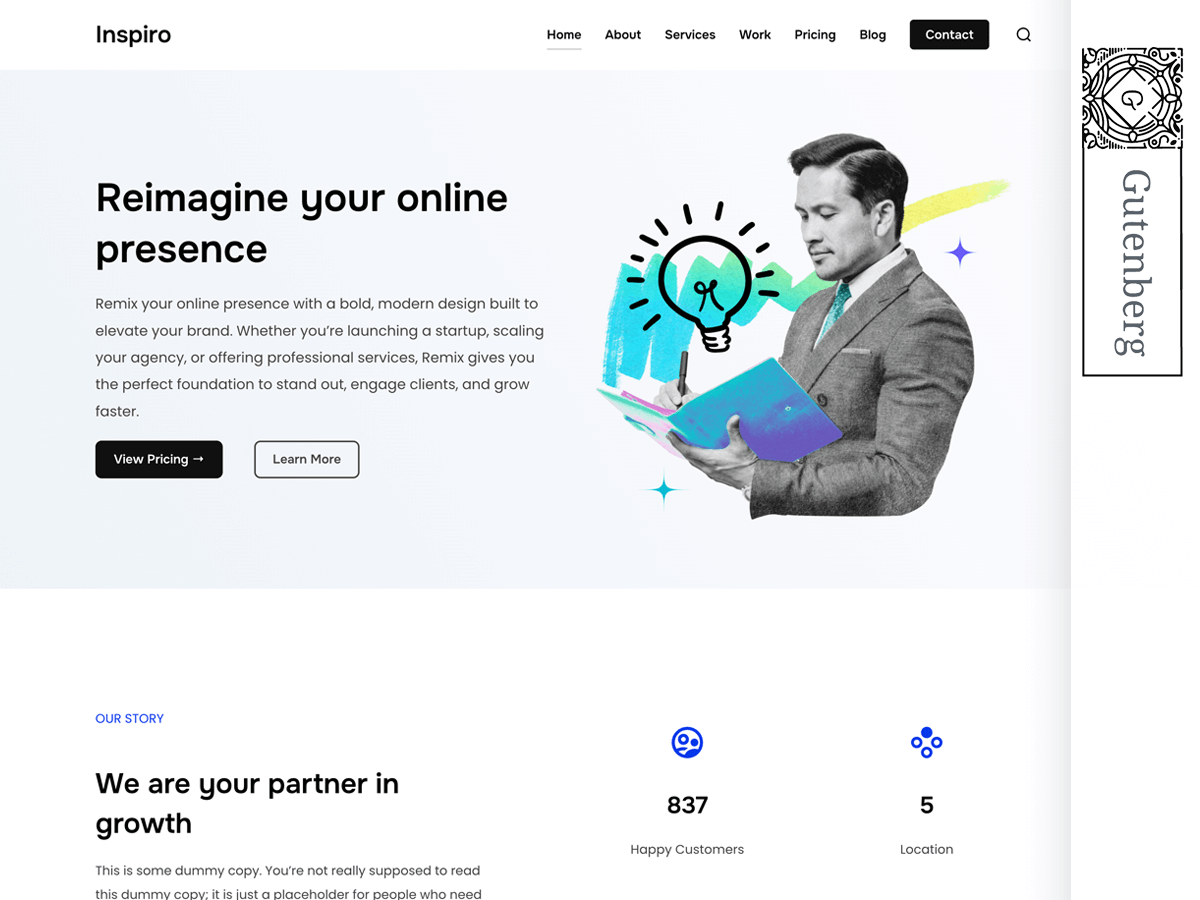 Inspiro
Home About Services Work Pricing Blog Contact
Reimagine your online
presence
Remix your online presence with a bold, modern design built to
elevate your brand. Whether you’re launching a startup, scaling
your agency, or offering professional services, Remix gives you
the perfect foundation to stand out, engage clients, and grow
faster.
View Pricing →
Learn More
G
Gutenberg
OUR STORY
We are your partner in
growth
This is some dummy copy. You’re not really supposed to read
this dummy copy; it is just a placeholder for people who need
837
Happy Customers
5
Location